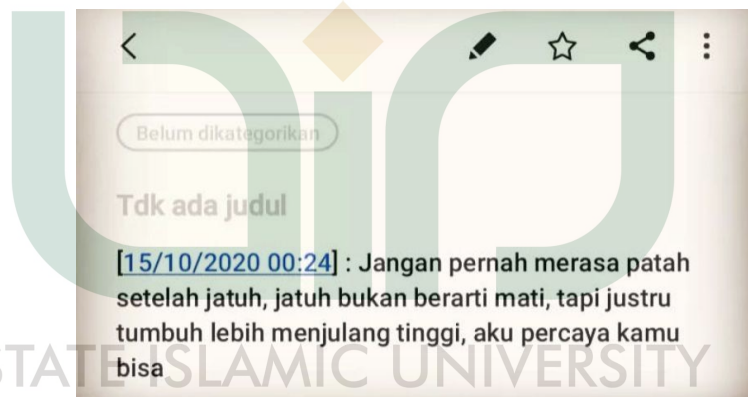 Belum dikategorikan
Tdk ada judul
[15/10/2020 00:24] : Jangan pernah merasa patah
setelah jatuh, jatuh bukan berarti mati, tapi justru
tumbuh lebih menjulang tinggi, aku percaya kamu
bisa
STATE ISLAMIC UNIVERSITY